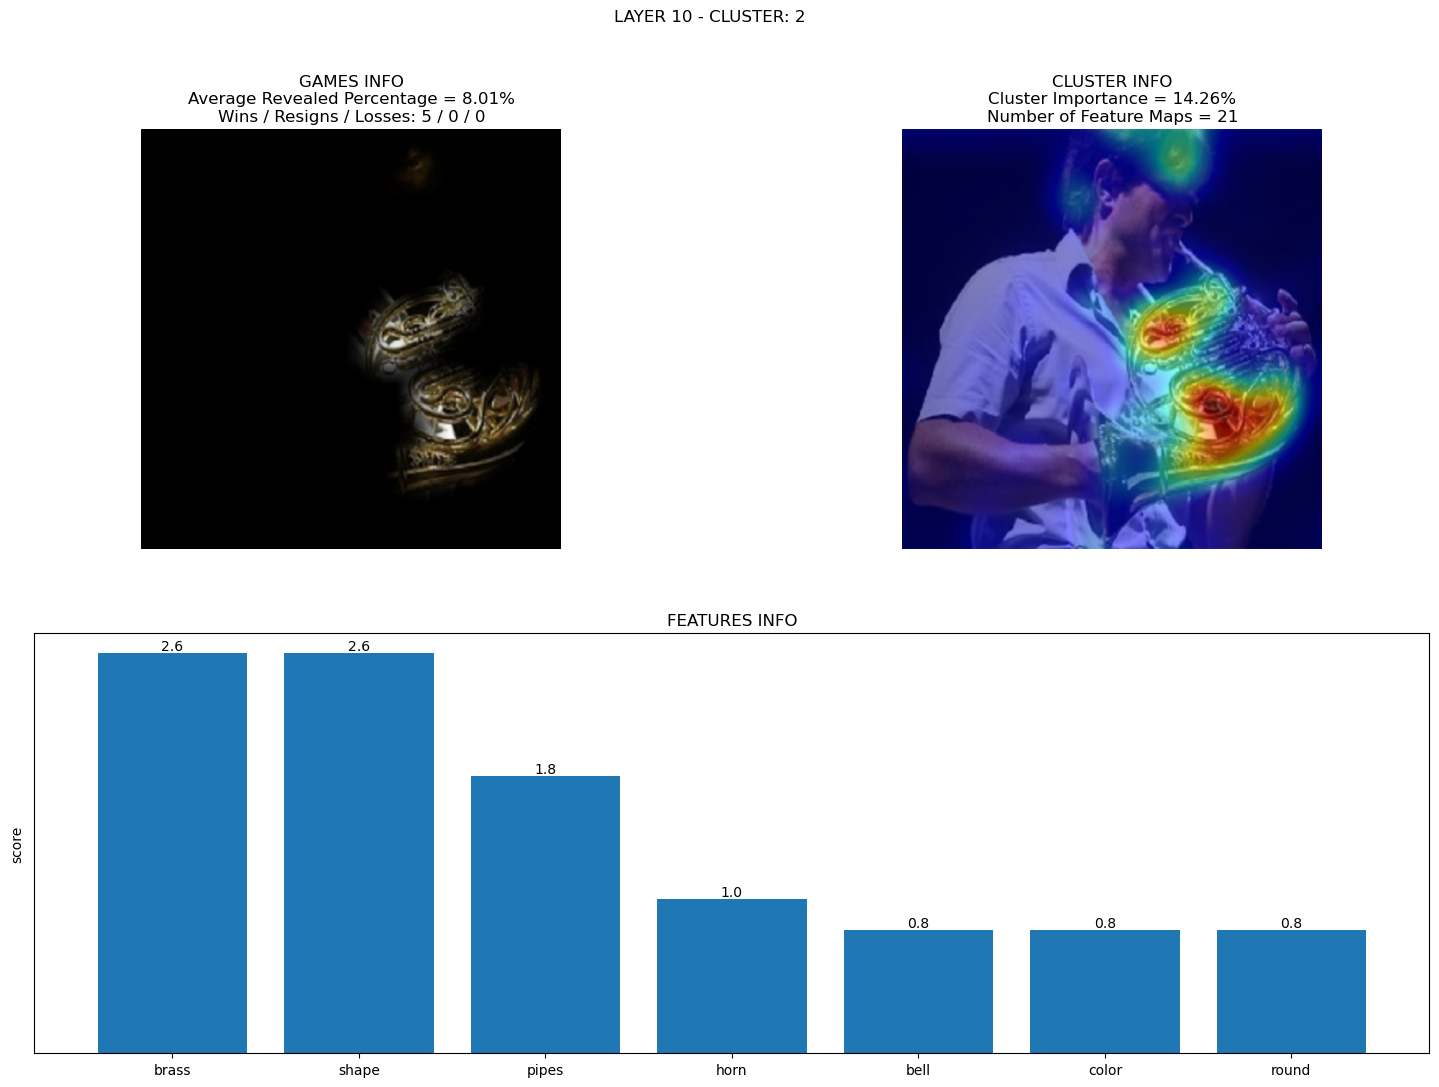 LAYER 10 - CLUSTER: 2
GAMES INFO
Average Revealed Percentage = 8.01%
Wins / Resigns / Losses: 5 / 0 / 0
CLUSTER INFO
Cluster Importance = 14.26%
Number of Feature Maps = 21
FEATURES INFO
score
2.6
2.6
1.8
1.0
0.8
0.8
0.8
brass
shape
pipes
horn
bell
color
round